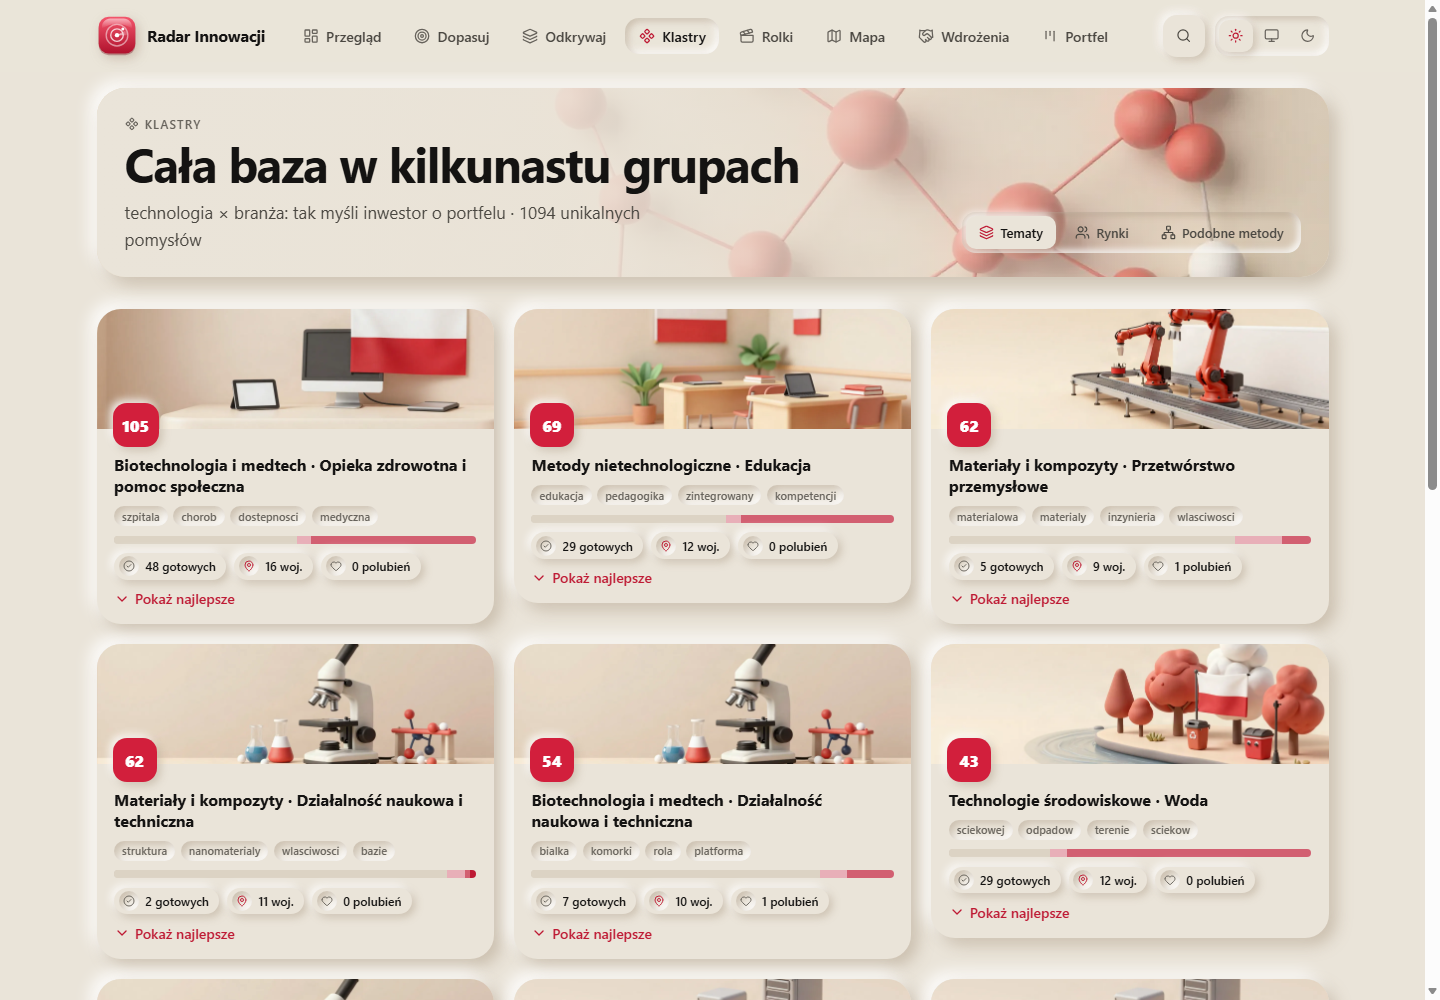 Radar Innowacji
Przegląd
Dopasuj
Odkrywaj
Klastry
Rolki
Mapa
Wdrożenia
Portfel
KLASTRY
Cała baza w kilkunastu grupach
technologia × branża: tak myśli inwestor o portfelu · 1094 unikalnych
pomysłów
Tematy
Rynki
Podobne metody
105
Biotechnologia i medtech · Opieka zdrowotna i
pomoc społeczna
szpitala chorob dostepnosci medyczna
48 gotowych 16 woj. 0 polubień
Pokaż najlepsze
69
Metody nietechnologiczne · Edukacja
edukacja pedagogika zintegrowany kompetencji
29 gotowych 12 woj. 0 polubień
Pokaż najlepsze
62
Materiały i kompozyty · Przetwórstwo
przemysłowe
materialowa materialy inzynieria wlasciwosci
5 gotowych 9 woj. 1 polubień
Pokaż najlepsze
62
Materiały i kompozyty · Działalność naukowa i
techniczna
struktura nanomaterialy wlasciwosci bazie
2 gotowych 11 woj. 0 polubień
Pokaż najlepsze
54
Biotechnologia i medtech · Działalność
naukowa i techniczna
bialka komorki rola platforma
7 gotowych 10 woj. 1 polubień
Pokaż najlepsze
43
Technologie środowiskowe · Woda
sciekowej odpadow terenie sciekow
29 gotowych 12 woj. 0 polubień
Pokaż najlepsze